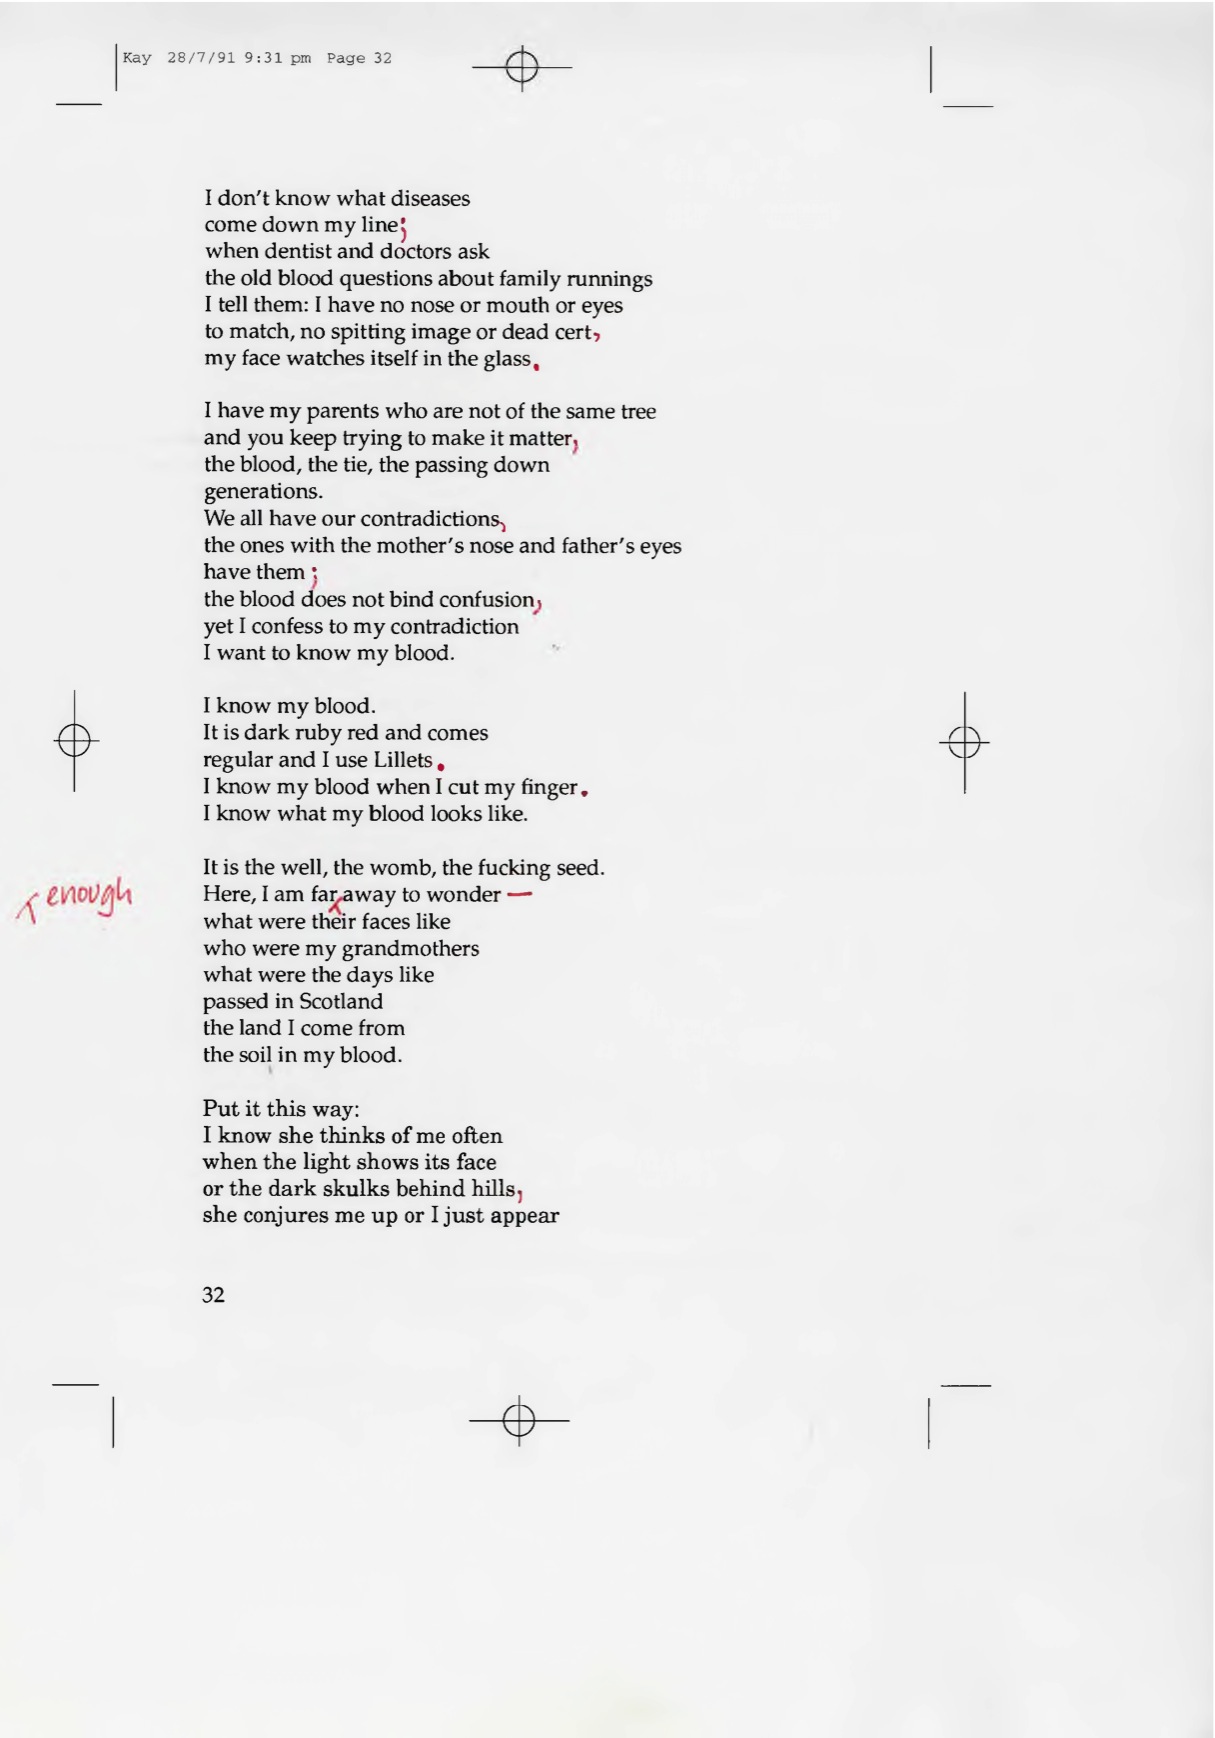 Kay 28/7/91 9:31 pm Page 32
I don't know what diseases
come down my line;
when dentist and doctors ask
the old blood questions about family runnings
I tell them: I have no nose or mouth or eyes
to match, no spitting image or dead cert,
my face watches itself in the glass.
I have my parents who are not of the same tree
and you keep trying to make it matter,
the blood, the tie, the passing down
generations.
We all have our contradictions,
the ones with the mother's nose and father's eyes
have them ;
the blood does not bind confusion,
yet I confess to my contradiction
I want to know my blood.
I know my blood.
It is dark ruby red and comes
regular and I use Lillets.
I know my blood when I cut my finger.
I know what my blood looks like.
It is the well, the womb, the fucking seed.
enough
Here, I am far away to wonder —
what were their faces like
who were my grandmothers
what were the days like
passed in Scotland
the land I come from
the soil in my blood.
Put it this way:
I know she thinks of me often
when the light shows its face
or the dark skulks behind hills,
she conjures me up or I just appear
32